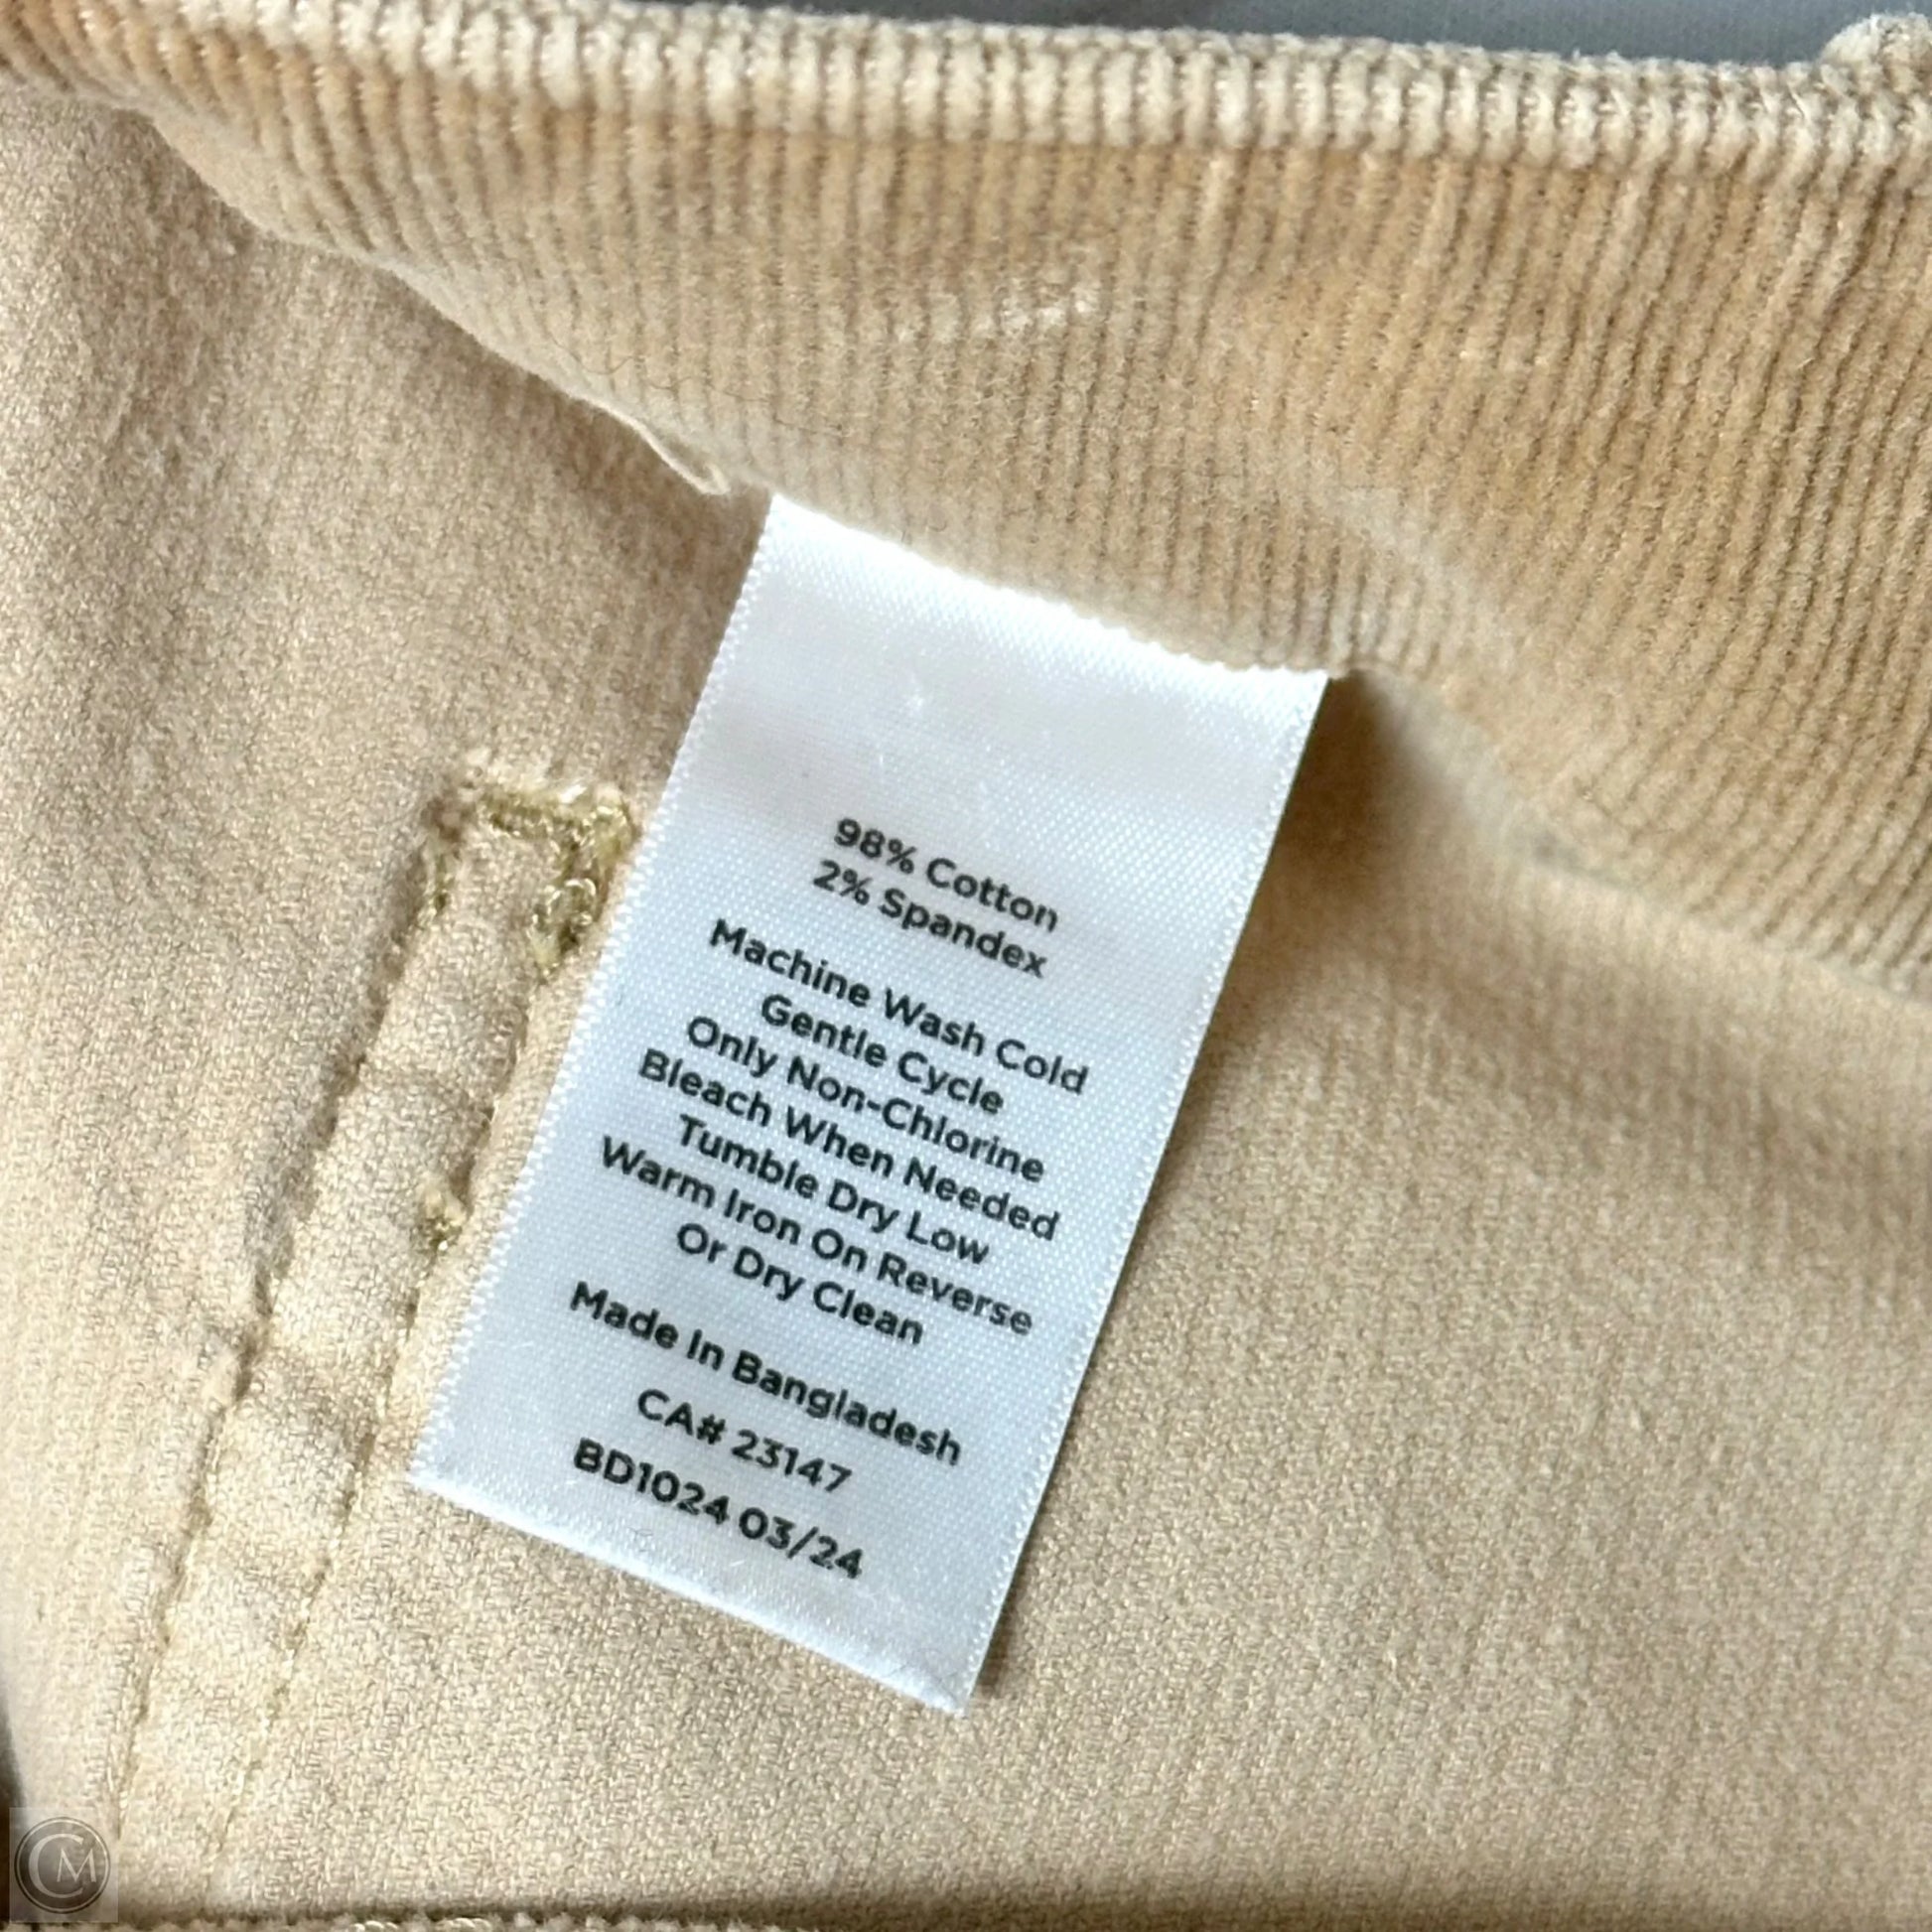 98% Cotton
2% Spandex
Machine Wash Cold
Gentle Cycle
Only Non-Chlorine
Bleach When Needed
Tumble Dry Low
Warm Iron On Reverse
Or Dry Clean
Made In Bangladesh
CA# 23147
BD1024 03/24
CM